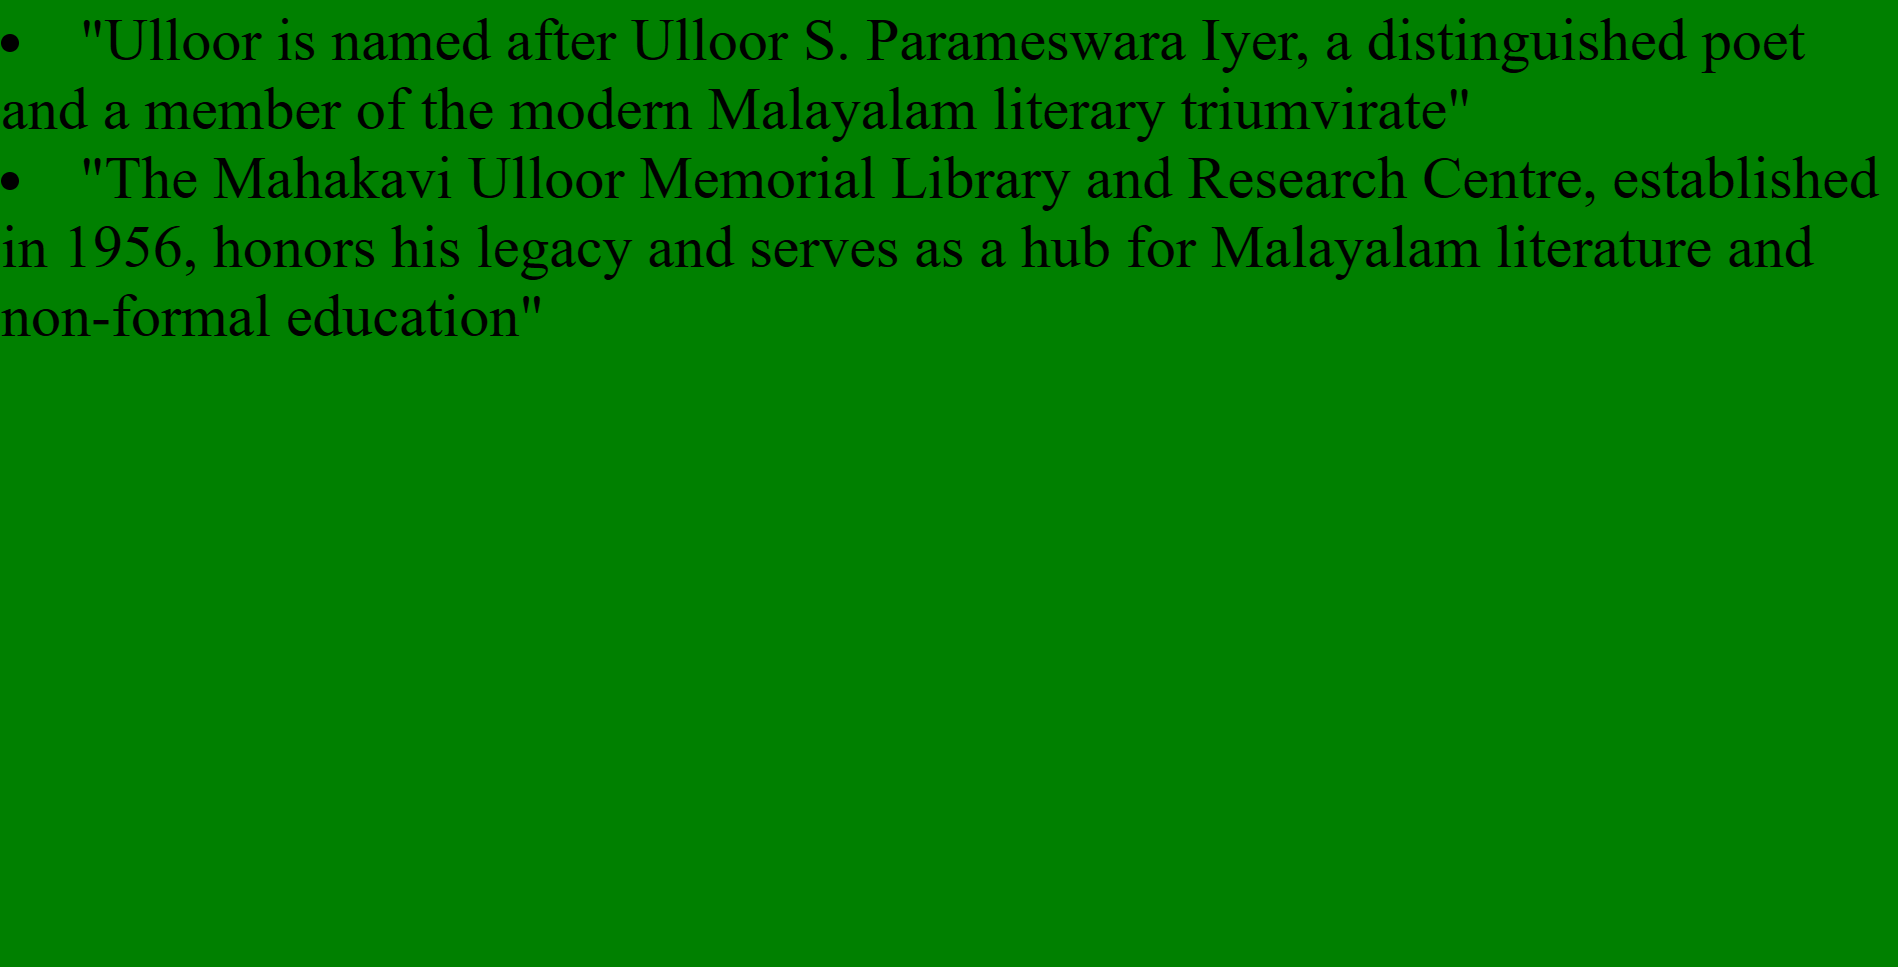 • "Ulloor is named after Ulloor S. Parameswara Iyer, a distinguished poet
and a member of the modern Malayalam literary triumvirate"
• "The Mahakavi Ulloor Memorial Library and Research Centre, established
in 1956, honors his legacy and serves as a hub for Malayalam literature and
non-formal education"